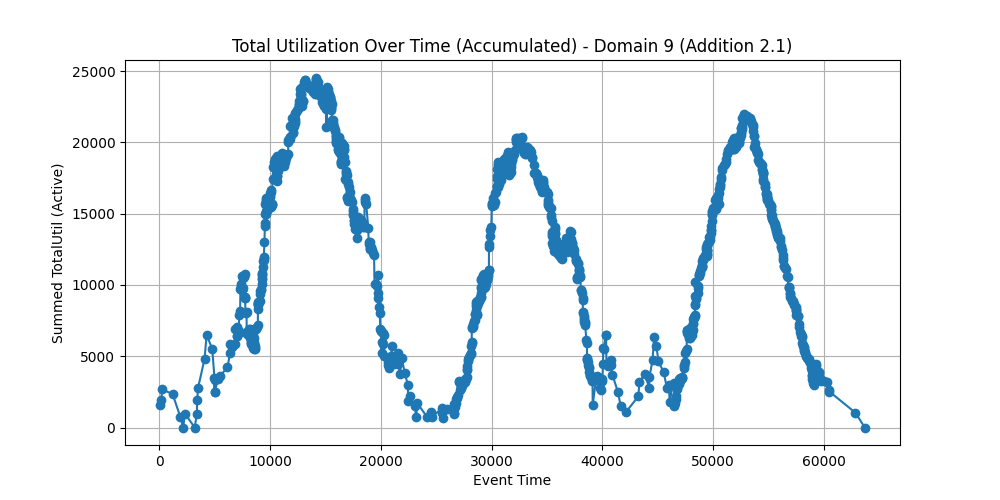 Total Utilization Over Time (Accumulated) - Domain 9 (Addition 2.1)
Summed TotalUtil (Active)
25000
20000
15000
10000
5000
0
0 10000 20000 30000 40000 50000 60000
Event Time